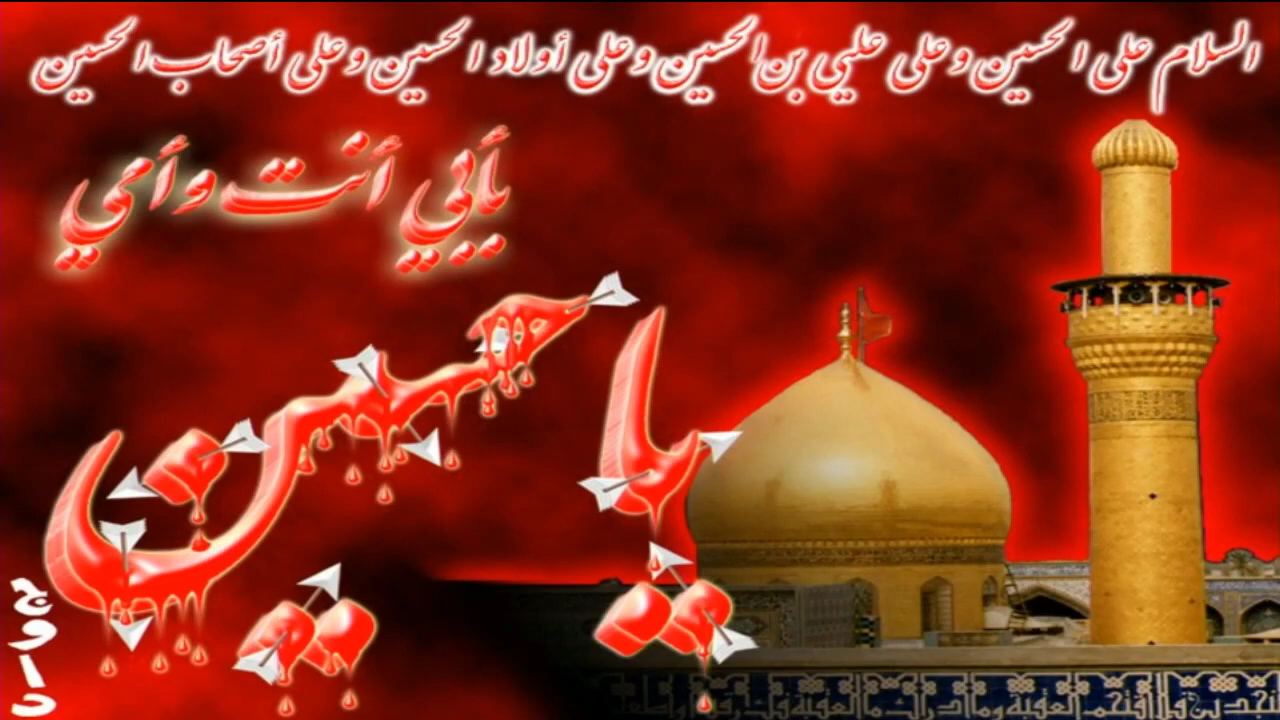 السلام على الحسين وعلى علي بن الحسين وعلى أولاد الحسين وعلى أصحاب الحسين
بأبي أنت وأمي
يا حسين